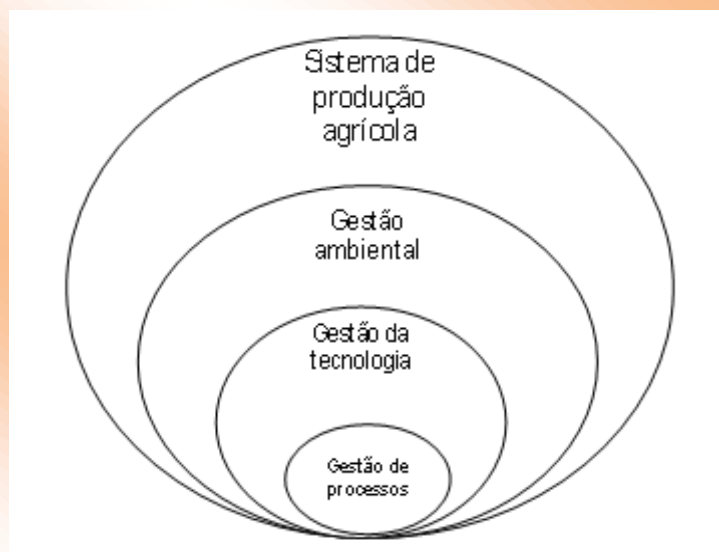 Sistema de
produção
agrícola
Gestão
ambiental
Gestão da
tecnologia
Gestão de
processos